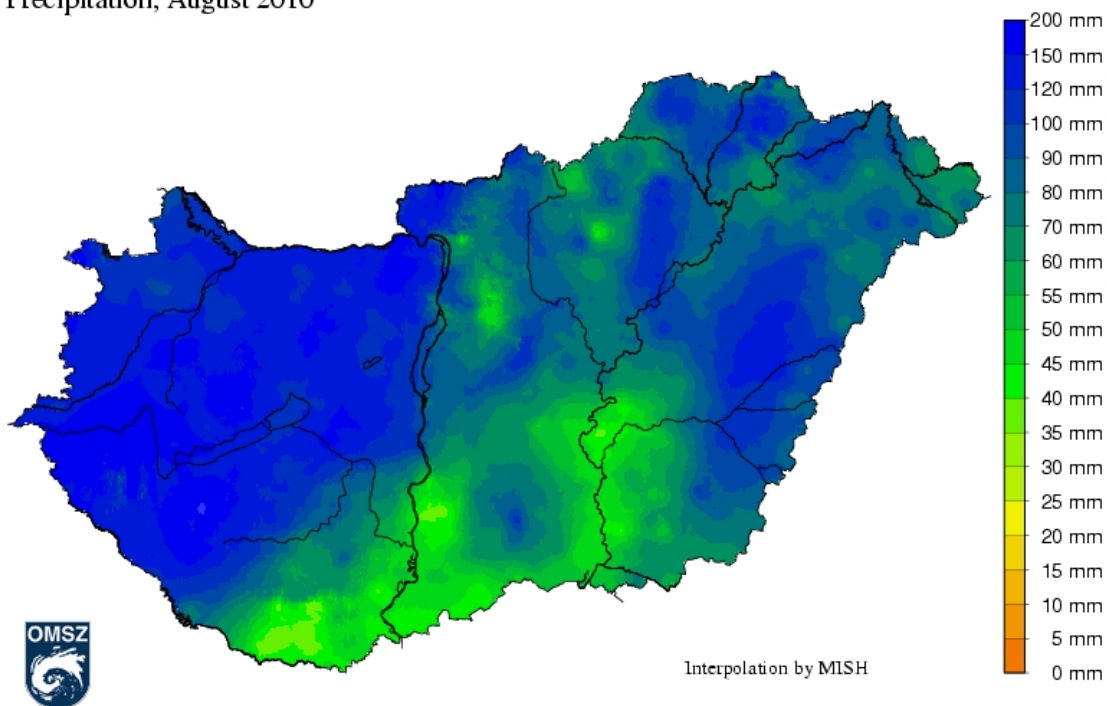 Precipitation, August 2010
200 mm
150 mm
120 mm
100 mm
90 mm
80 mm
70 mm
60 mm
55 mm
50 mm
45 mm
40 mm
35 mm
30 mm
25 mm
20 mm
15 mm
10 mm
5 mm
0 mm
OMSZ
Interpolation by MISH